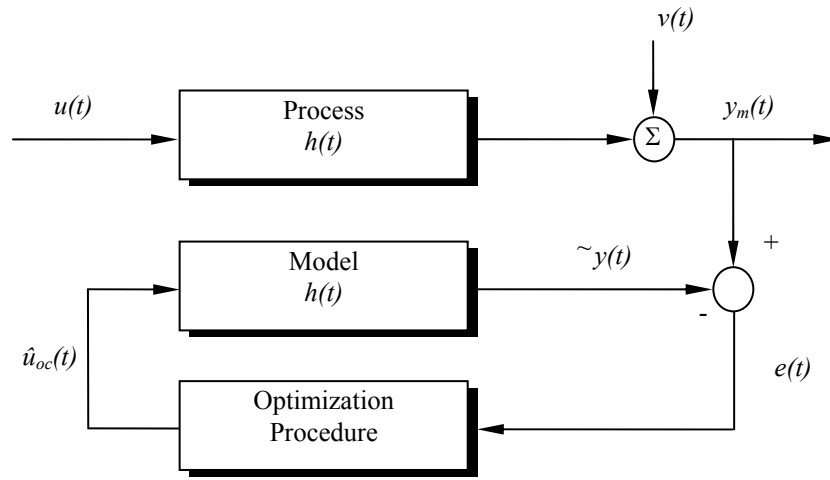 v(t)
u(t)
Process
h(t)
Σ
y_m(t)
+
Model
h(t)
~y(t)
-
û_oc(t)
e(t)
Optimization
Procedure